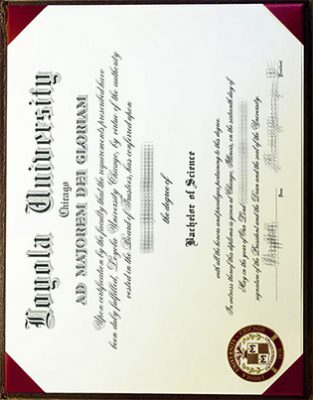 Loyola University
Chicago
AD MAJOREM DEI GLORIAM
Upon certification by the faculty that the requirements prescribed have
been duly fulfilled, Loyola University Chicago, by virtue of the authority
vested in the Board of Trustees, has conferred upon
the degree of
Bachelor of Science
with all the honors and privileges pertaining to this degree.
In witness thereof this diploma is given at Chicago, Illinois, on the sixteenth day of
May in the year of Our Lord
signature of the President and the Dean and the seal of the University.
Dean
President